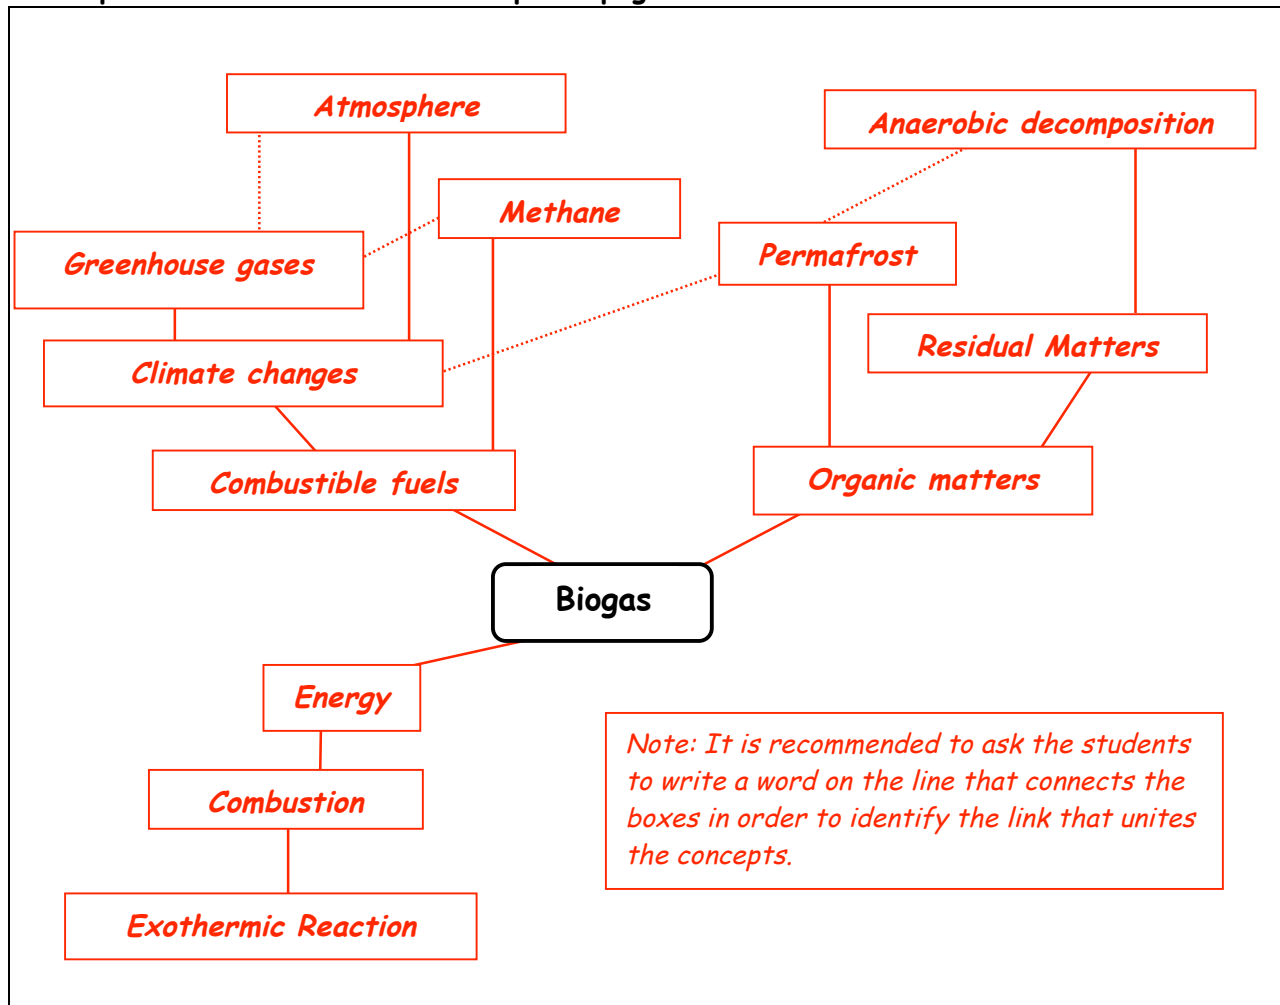 Atmosphere
Anaerobic decomposition
Methane
Permafrost
Greenhouse gases
Residual Matters
Climate changes
Combustible fuels
Organic matters
Biogas
Energy
Note: It is recommended to ask the students
to write a word on the line that connects the
boxes in order to identify the link that unites
the concepts.
Combustion
Exothermic Reaction